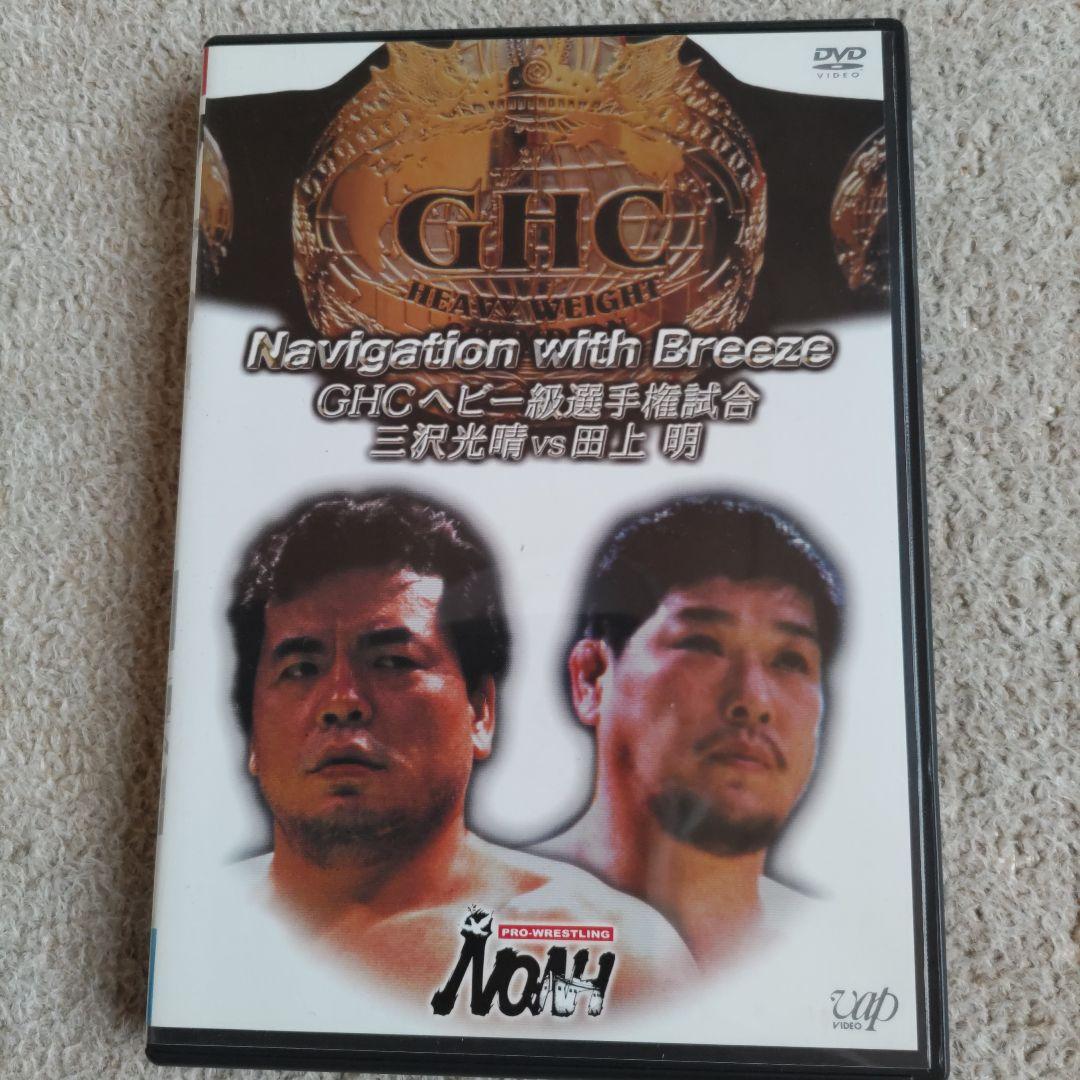 DVD
VIDEO
GHC
HEAVY WEIGHT
Navigation with Breeze
GHCヘビー級選手権試合
三沢光晴vs田上 明
PRO-WRESTLING
NOAH
vap
VIDEO